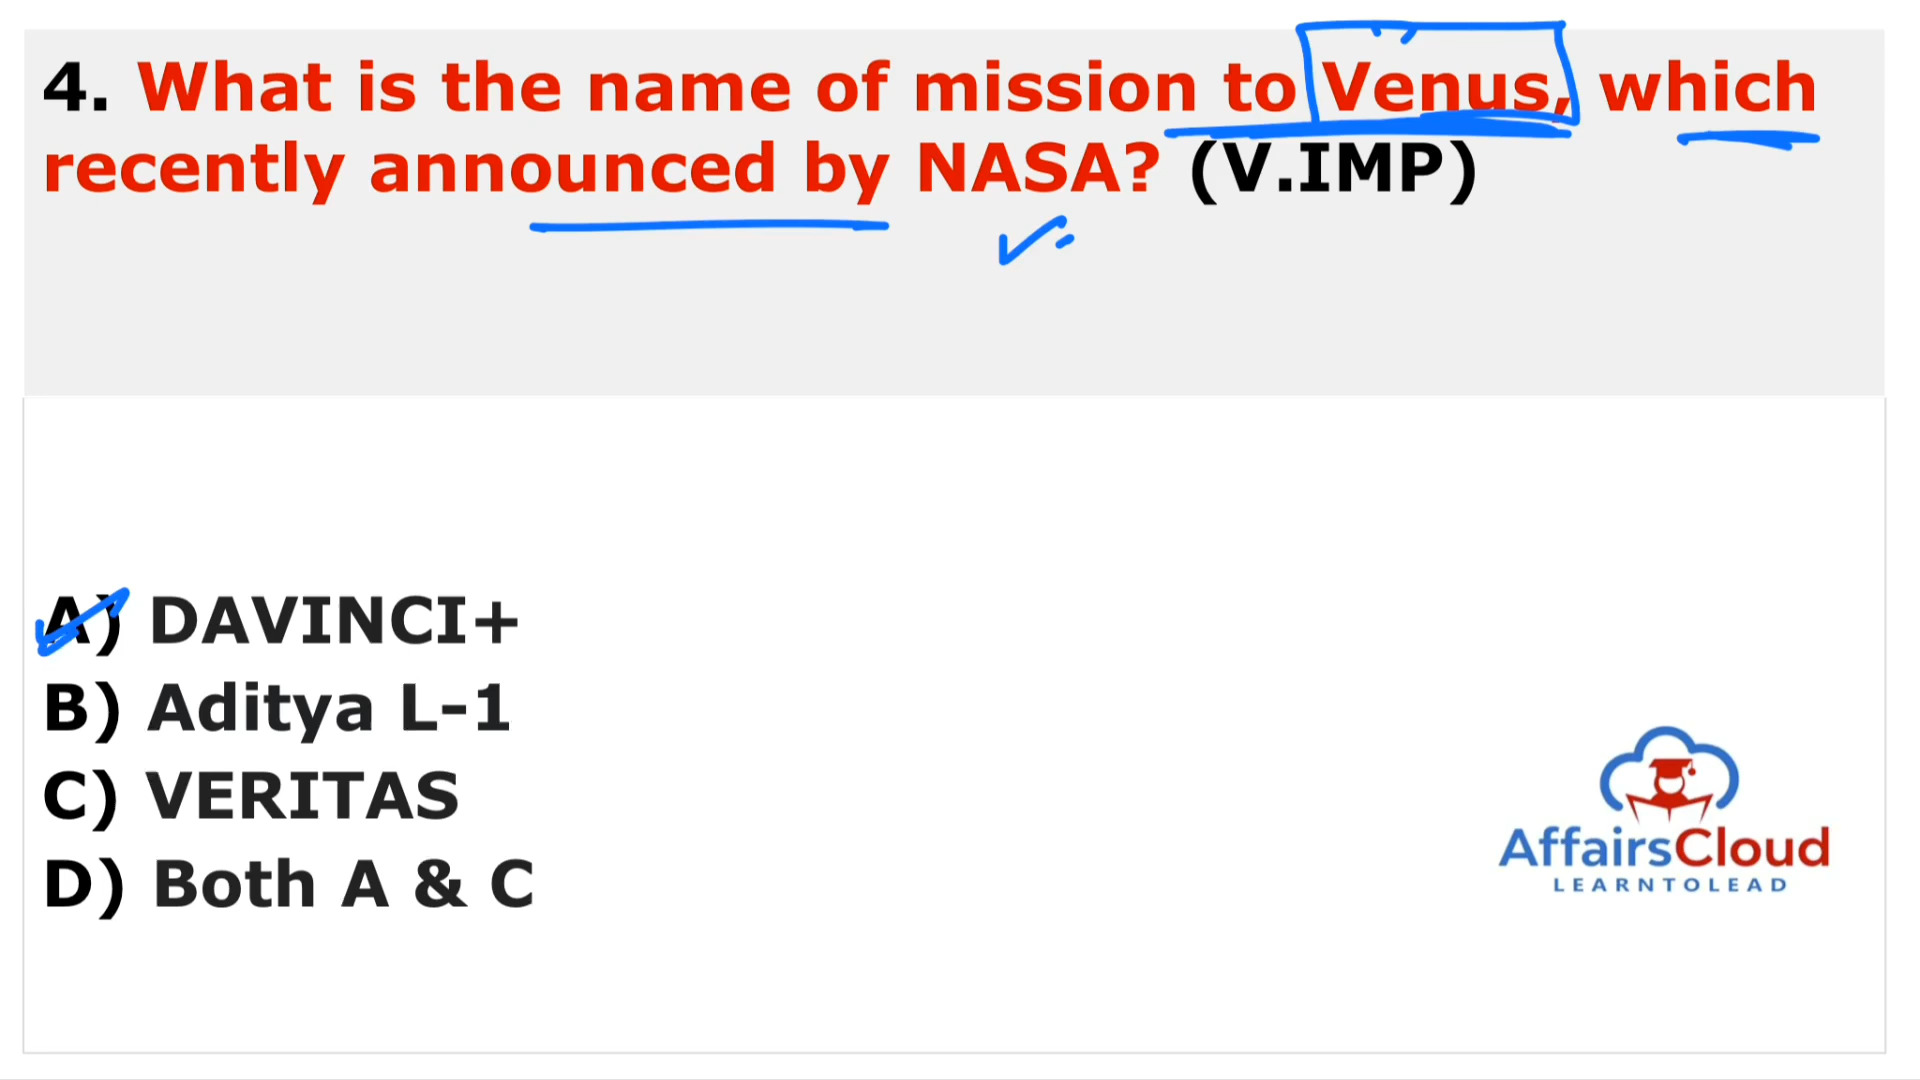 4. What is the name of mission to Venus, which
recently announced by NASA? (V.IMP)
A) DAVINCI+
B) Aditya L-1
C) VERITAS
D) Both A & C
AffairsCloud
LEARNTOLEAD